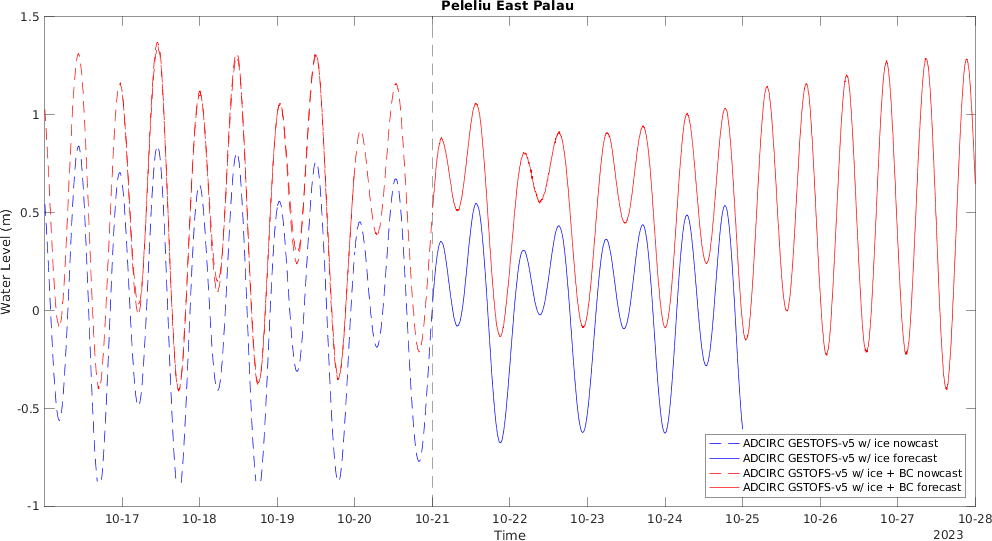 Peleliu East Palau
1.5
1
0.5
0
-0.5
-1
Water Level (m)
10-17 10-18 10-19 10-20 10-21 10-22 10-23 10-24 10-25 10-26 10-27 10-28
Time
2023
ADCIRC GESTOFS-v5 w/ ice nowcast
ADCIRC GESTOFS-v5 w/ ice forecast
ADCIRC GSTOFS-v5 w/ ice + BC nowcast
ADCIRC GSTOFS-v5 w/ ice + BC forecast